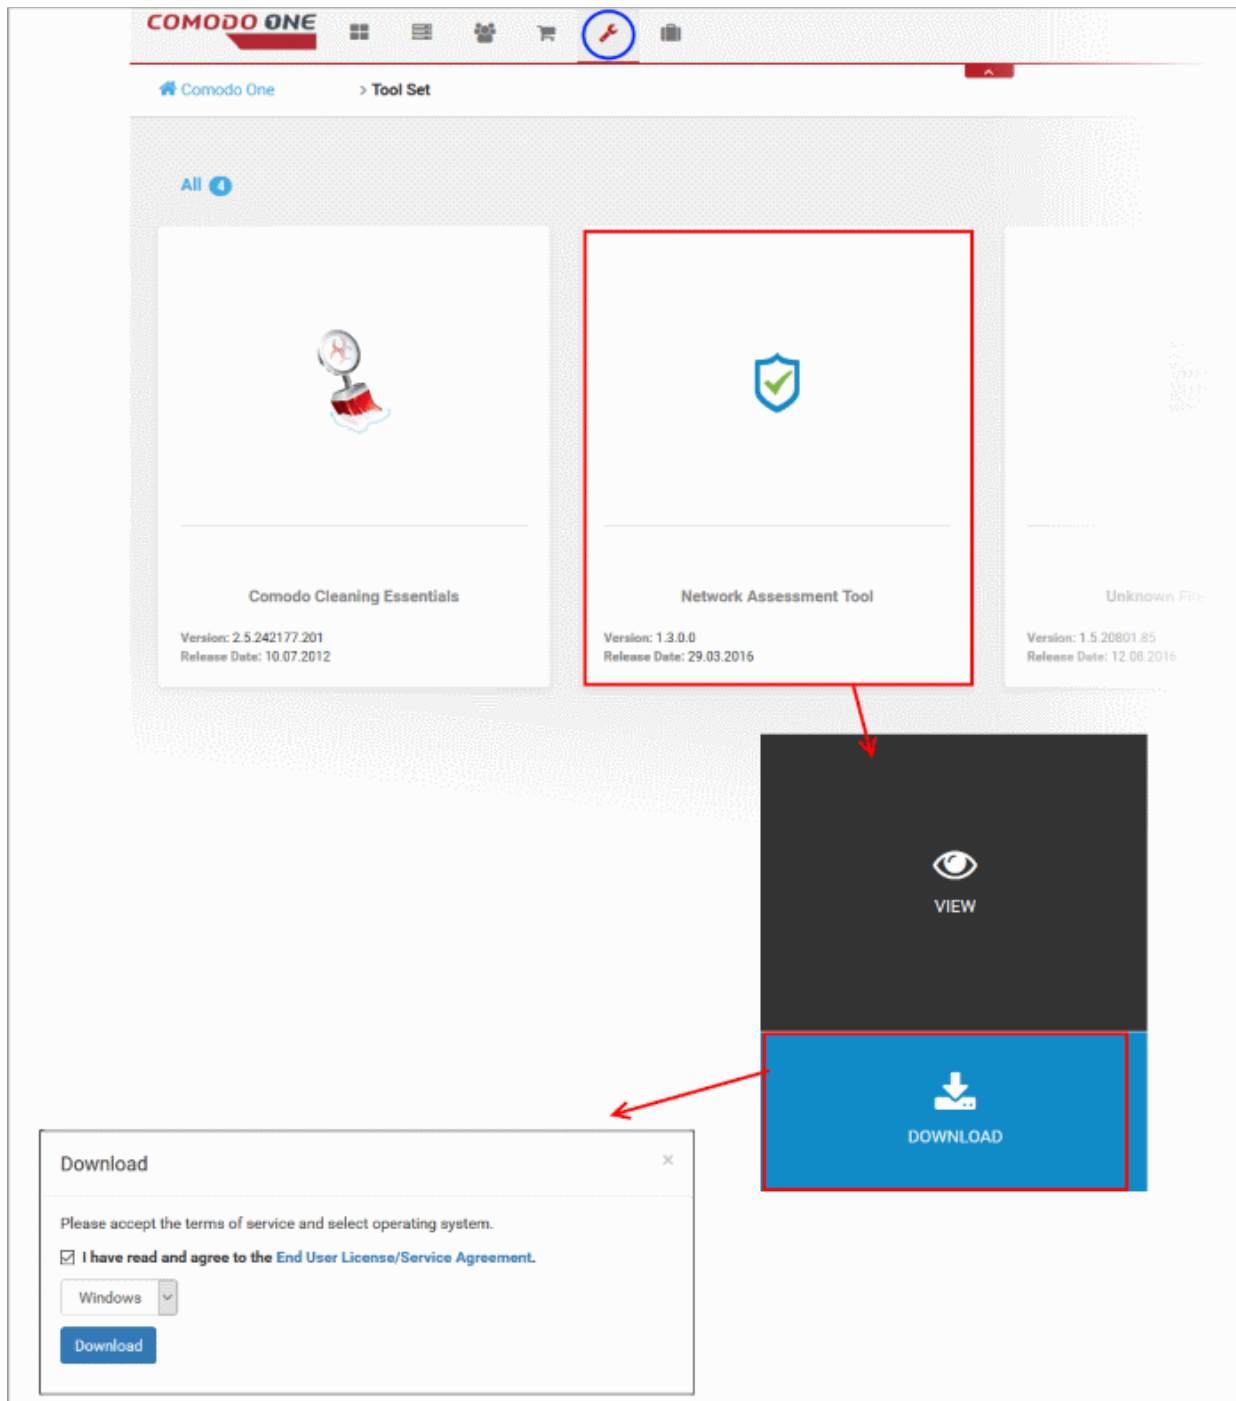 COMODO ONE
Comodo One > Tool Set
All 4
Comodo Cleaning Essentials
Version: 2.5.242177.201
Release Date: 10.07.2012
Network Assessment Tool
Version: 1.3.0.0
Release Date: 29.03.2016
Unknown File
Version: 1.5.20801.85
Release Date: 12.08.2016
VIEW
DOWNLOAD
Download ×
Please accept the terms of service and select operating system.
I have read and agree to the End User License/Service Agreement.
Windows
Download